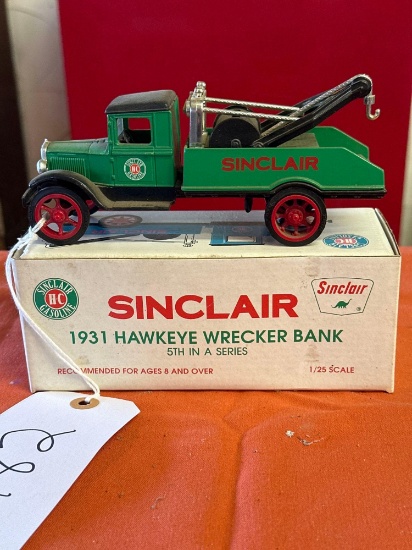 SINCLAIR
H-C
SINCLAIR
SINCLAIR
H-C
GASOLINE
SINCLAIR
Sinclair
1931 HAWKEYE WRECKER BANK
5TH IN A SERIES
RECOMMENDED FOR AGES 8 AND OVER
1/25 SCALE